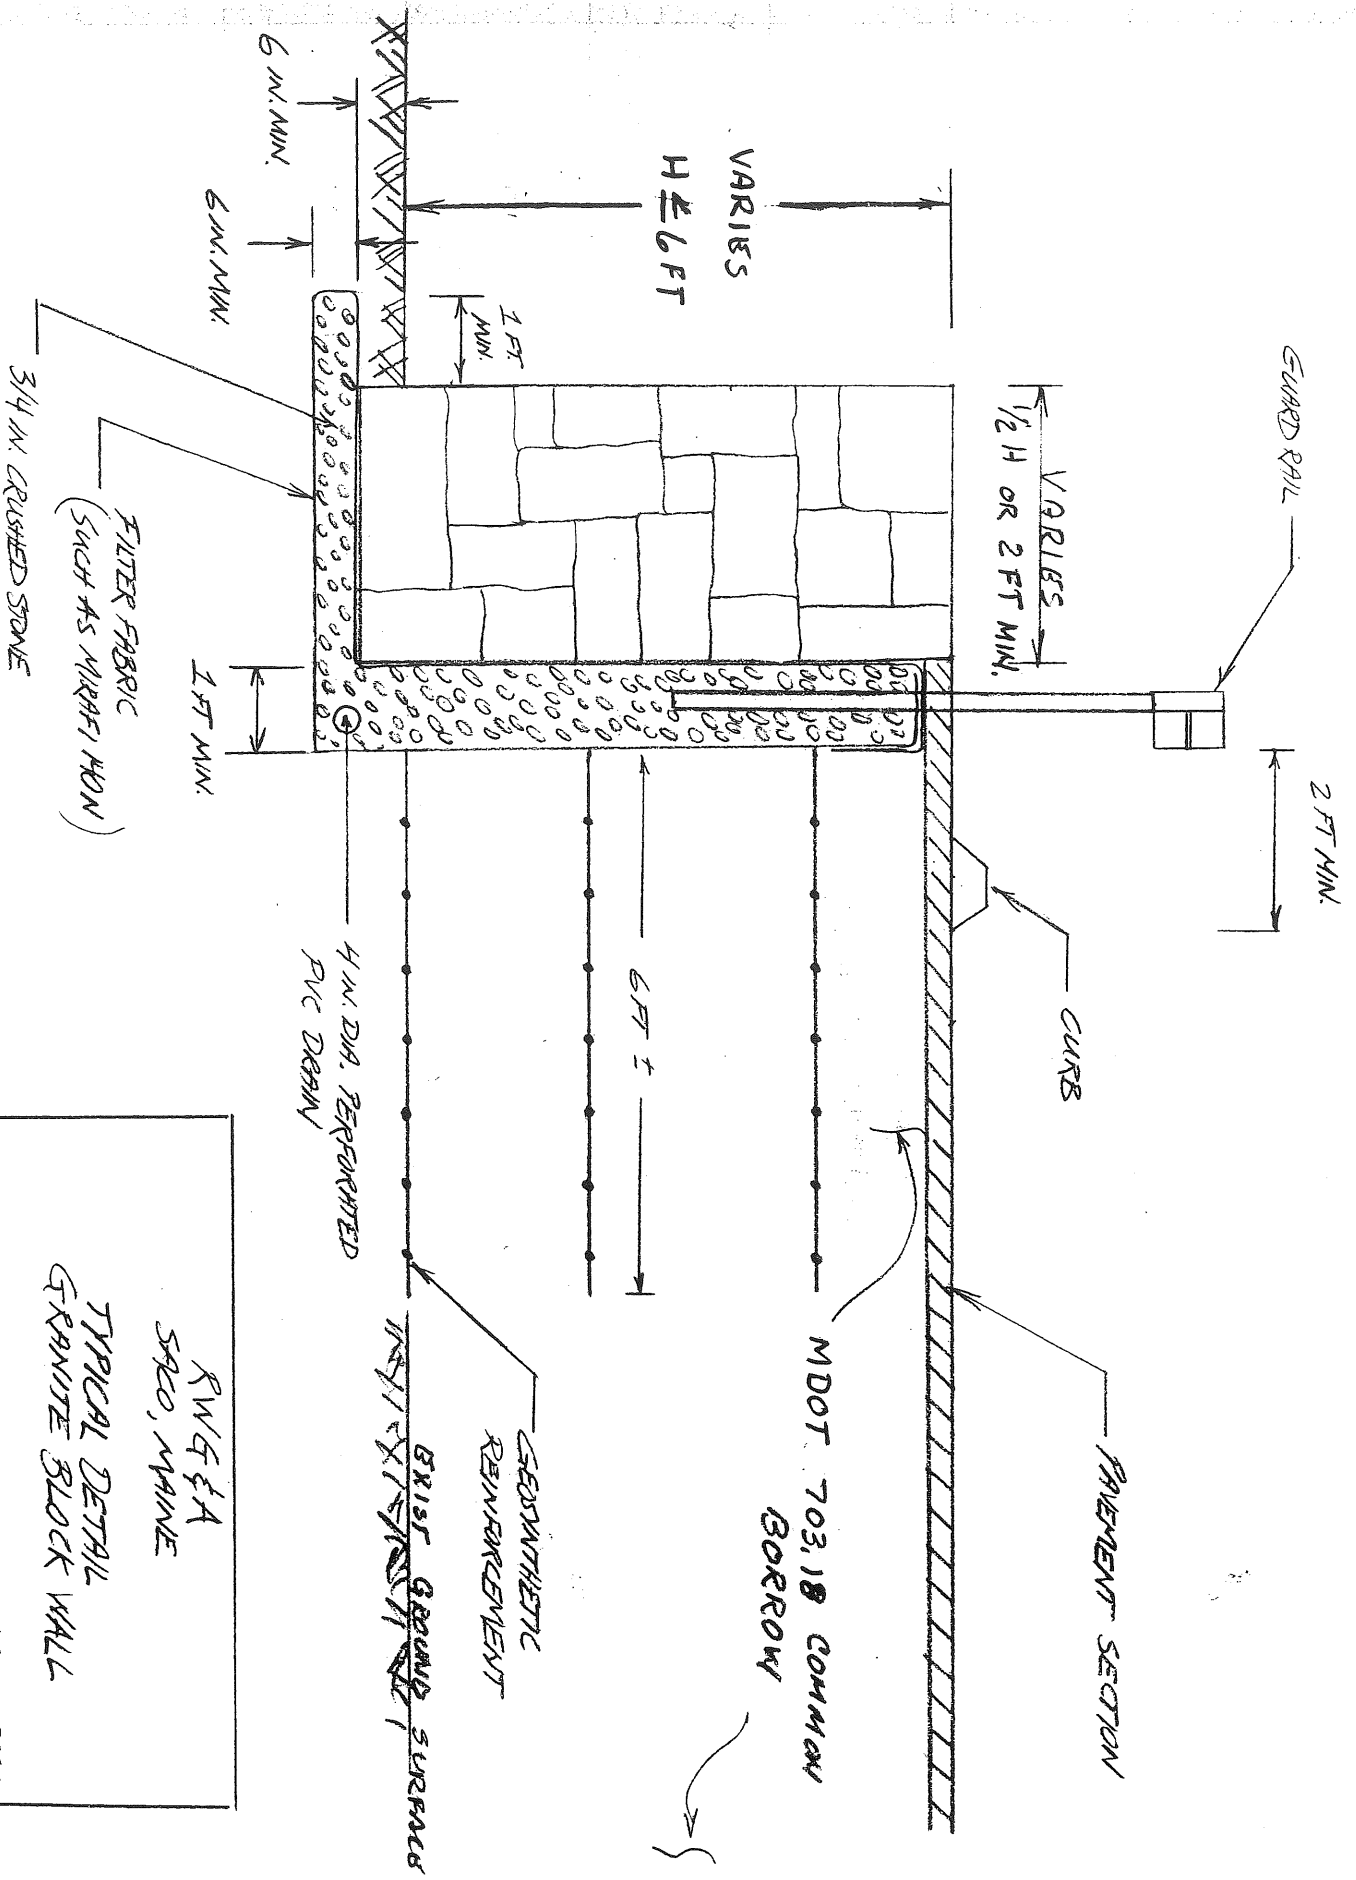 GUARD RAIL
2 FT MIN.
VARIES
1/2 H OR 2 FT MIN.
CURB
PAVEMENT SECTION
VARIES
H ≤ 6 FT
1 FT
MIN.
6 IN. MIN.
6 IN. MIN.
6 FT ±
MDOT 703.18 COMMON
BORROW
GEOSYNTHETIC
REINFORCEMENT
EXIST GROUND SURFACE
4 IN. DIA. PERFORATED
PVC DRAIN
1 FT MIN.
FILTER FABRIC
(SUCH AS MIRAFI 140N)
3/4 IN. CRUSHED STONE
RWG & A
SACO, MAINE
TYPICAL DETAIL
GRANITE BLOCK WALL